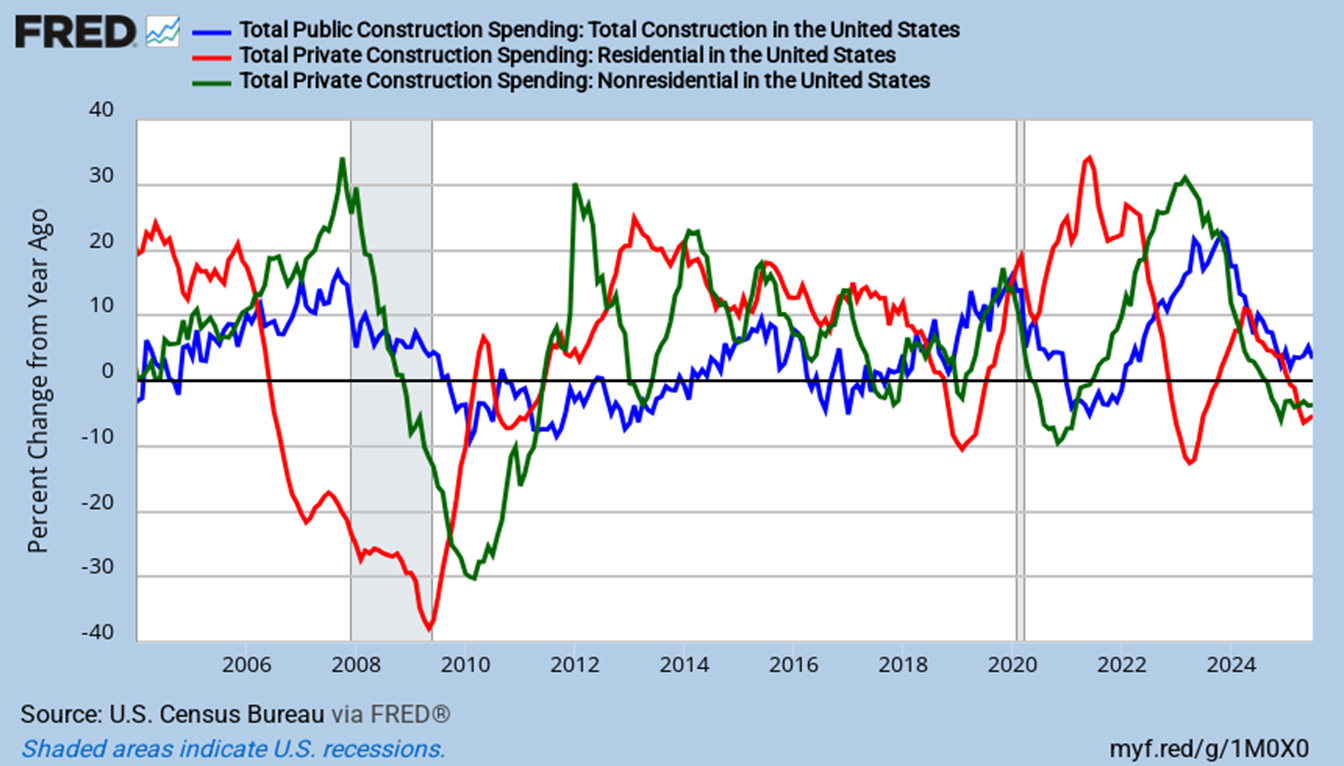 FRED
Total Public Construction Spending: Total Construction in the United States
Total Private Construction Spending: Residential in the United States
Total Private Construction Spending: Nonresidential in the United States
Percent Change from Year Ago
40
30
20
10
0
-10
-20
-30
-40
2006 2008 2010 2012 2014 2016 2018 2020 2022 2024
Source: U.S. Census Bureau via FRED®
Shaded areas indicate U.S. recessions.
myf.red/g/1M0X0